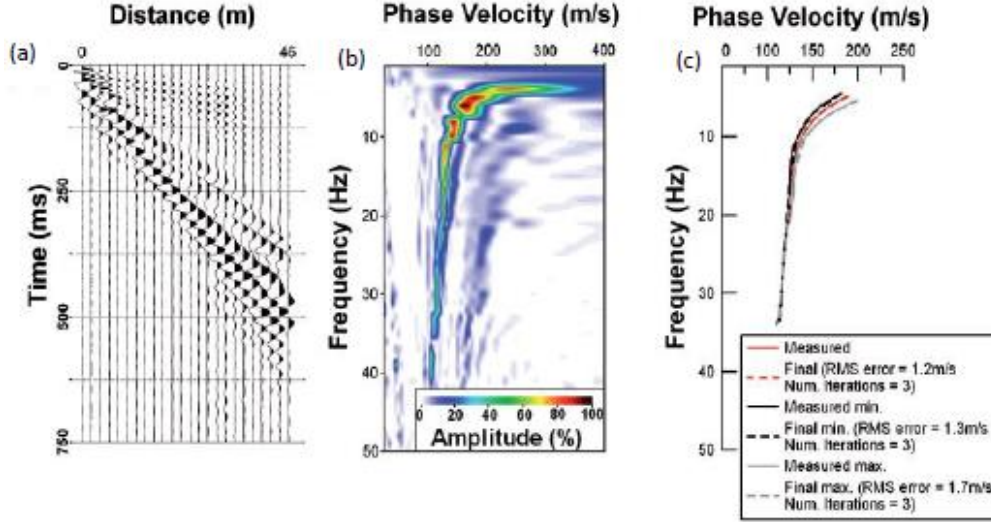 Distance (m)
(a)
0 46
0
250
500
750
Time (ms)
Phase Velocity (m/s)
(b)
100 200 400
10
20
30
40
50
Frequency (Hz)
0 20 40 60 80 100
Amplitude (%)
Phase Velocity (m/s)
0 50 100 150 200 250
(c)
10
20
30
40
50
Frequency (Hz)
Measured
Final (RMS error = 1.2m/s
Num. Iterations = 3)
Measured min.
Final min. (RMS error = 1.3m/s
Num. Iterations = 3)
Measured max.
Final max. (RMS error = 1.7m/s
Num. Iterations = 3)